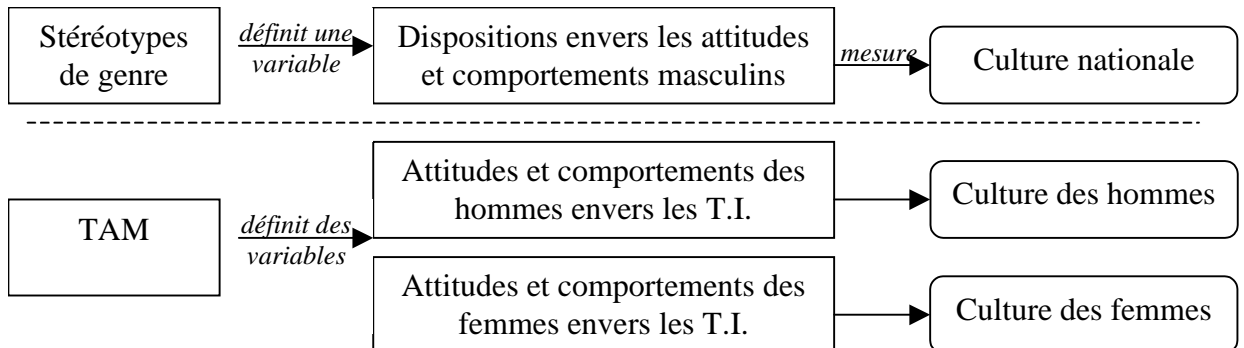 Stéréotypes
de genre
définit une
variable
Dispositions envers les attitudes
et comportements masculins
mesure
Culture nationale
TAM
définit des
variables
Attitudes et comportements des
hommes envers les T.I.
Culture des hommes
Attitudes et comportements des
femmes envers les T.I.
Culture des femmes